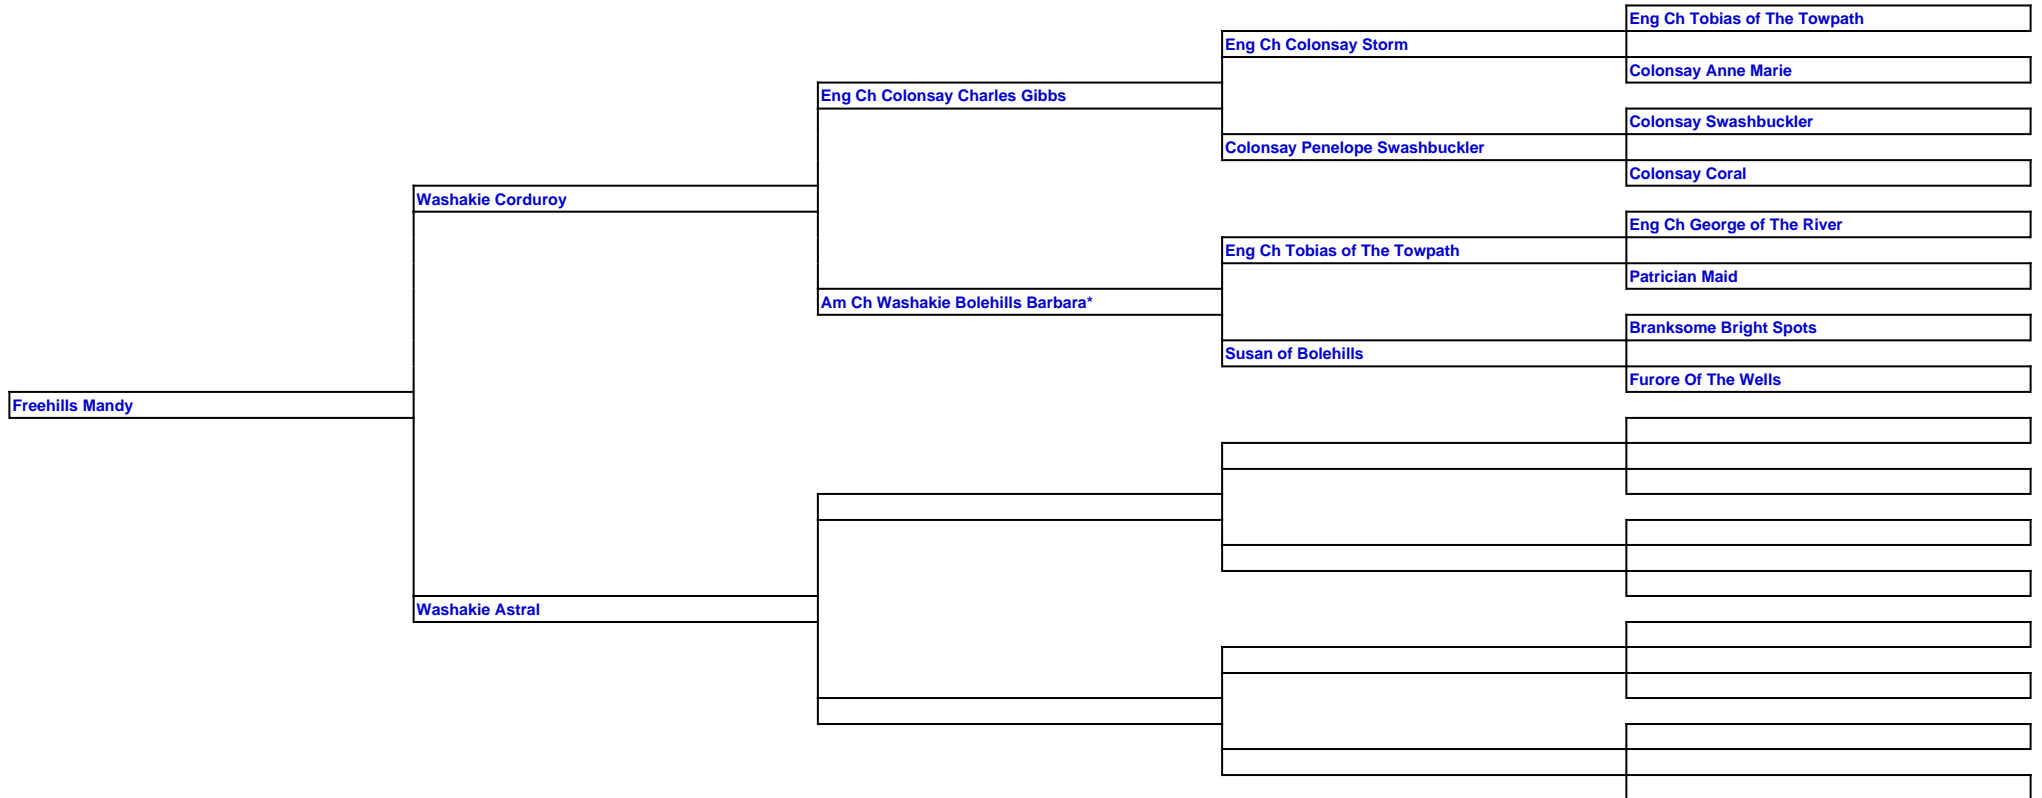 Eng Ch Tobias of The Towpath
Eng Ch Colonsay Storm
Colonsay Anne Marie
Eng Ch Colonsay Charles Gibbs
Colonsay Swashbuckler
Colonsay Penelope Swashbuckler
Colonsay Coral
Washakie Corduroy
Eng Ch George of The River
Eng Ch Tobias of The Towpath
Patrician Maid
Am Ch Washakie Bolehills Barbara*
Branksome Bright Spots
Susan of Bolehills
Furore Of The Wells
Freehills Mandy
Washakie Astral